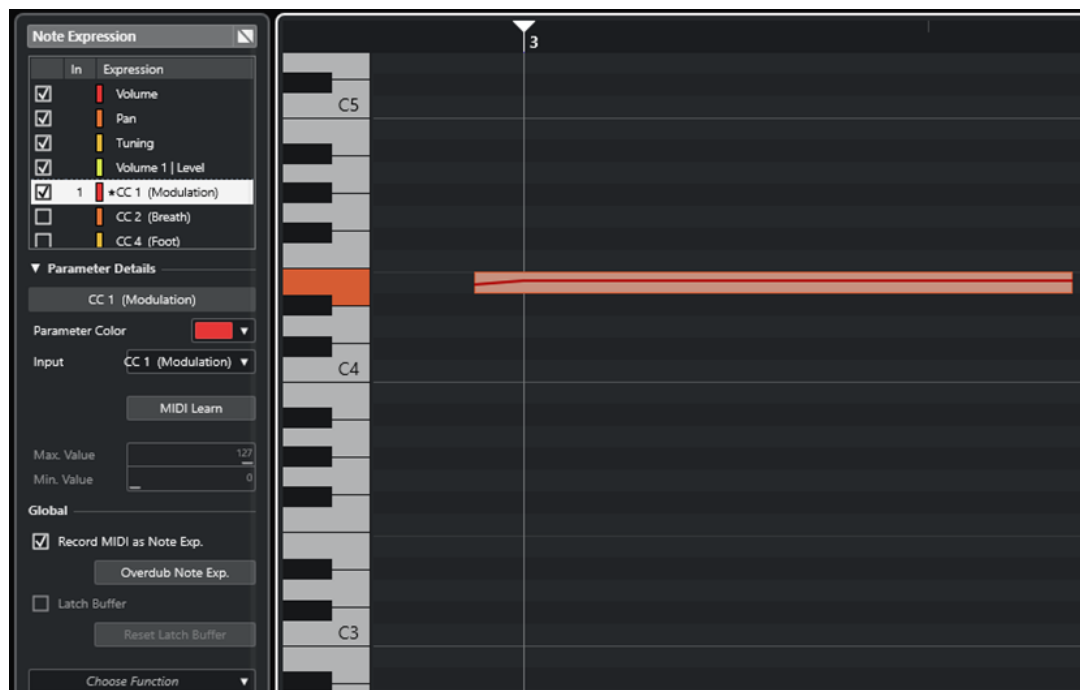 Note Expression
In Expression
Volume
Pan
Tuning
Volume 1 | Level
1 ★CC 1 (Modulation)
CC 2 (Breath)
CC 4 (Foot)
▼ Parameter Details
CC 1 (Modulation)
Parameter Color
Input CC 1 (Modulation)
MIDI Learn
Max. Value 127
Min. Value 0
Global
Record MIDI as Note Exp.
Overdub Note Exp.
Latch Buffer
Reset Latch Buffer
Choose Function
3
C5
C4
C3